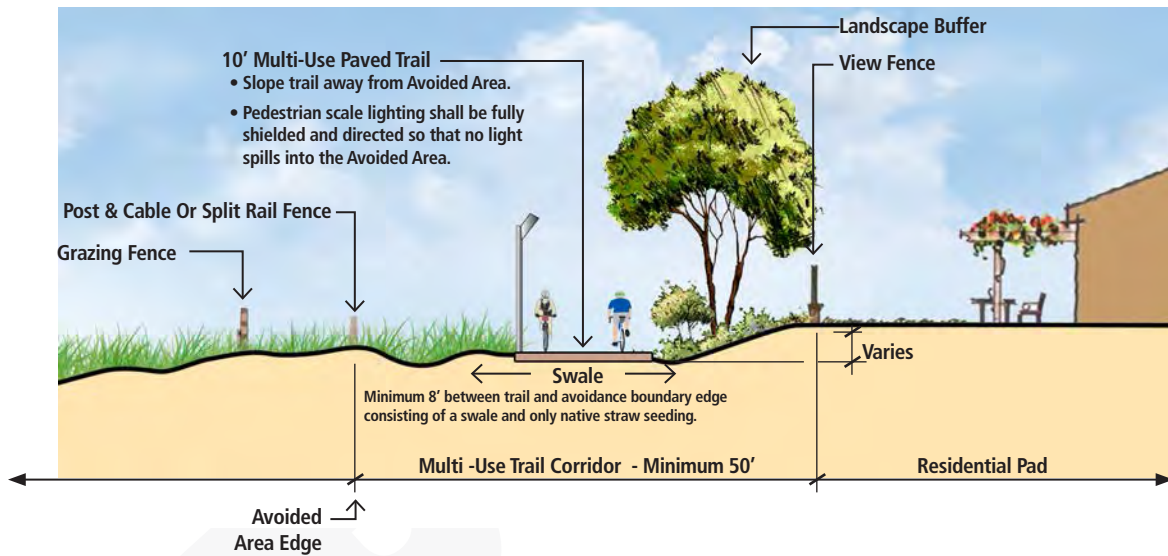 Landscape Buffer
View Fence
10’ Multi-Use Paved Trail
• Slope trail away from Avoided Area.
• Pedestrian scale lighting shall be fully
shielded and directed so that no light
spills into the Avoided Area.
Post & Cable Or Split Rail Fence
Grazing Fence
Varies
Swale
Minimum 8’ between trail and avoidance boundary edge
consisting of a swale and only native straw seeding.
Multi -Use Trail Corridor - Minimum 50’
Residential Pad
Avoided
Area Edge